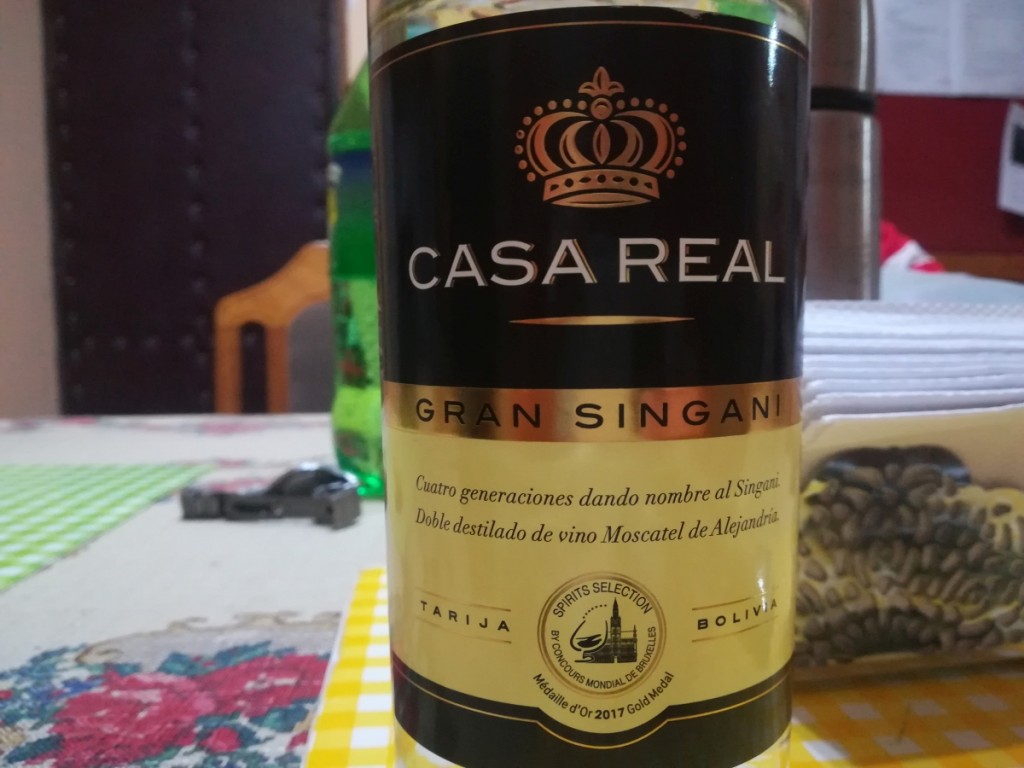 CASA REAL
GRAN SINGANI
Cuatro generaciones dando nombre al Singani.
Doble destilado de vino Moscatel de Alejandría.
TARIJA
BOLIVIA
SPIRITS SELECTION
BY CONCOURS MONDIAL DE BRUXELLES
Médaille d'Or 2017 Gold Medal